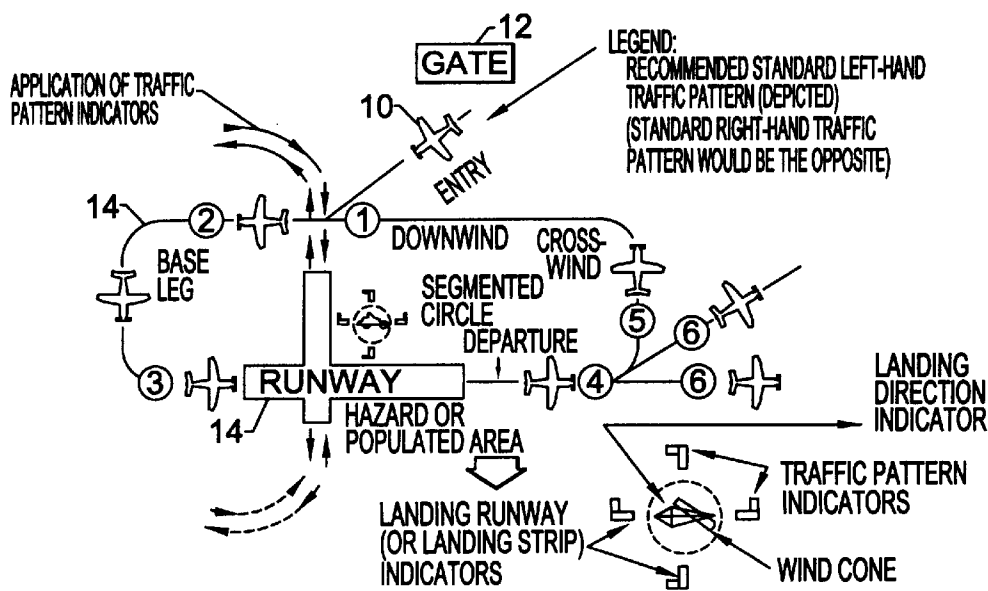 12
GATE
LEGEND:
RECOMMENDED STANDARD LEFT-HAND
TRAFFIC PATTERN (DEPICTED)
(STANDARD RIGHT-HAND TRAFFIC
PATTERN WOULD BE THE OPPOSITE)
APPLICATION OF TRAFFIC
PATTERN INDICATORS
10
ENTRY
14
2
1
DOWNWIND
CROSS-
WIND
BASE
LEG
SEGMENTED
CIRCLE
5
6
DEPARTURE
3
RUNWAY
4
6
14
HAZARD OR
POPULATED AREA
LANDING
DIRECTION
INDICATOR
TRAFFIC PATTERN
INDICATORS
LANDING RUNWAY
(OR LANDING STRIP)
INDICATORS
WIND CONE